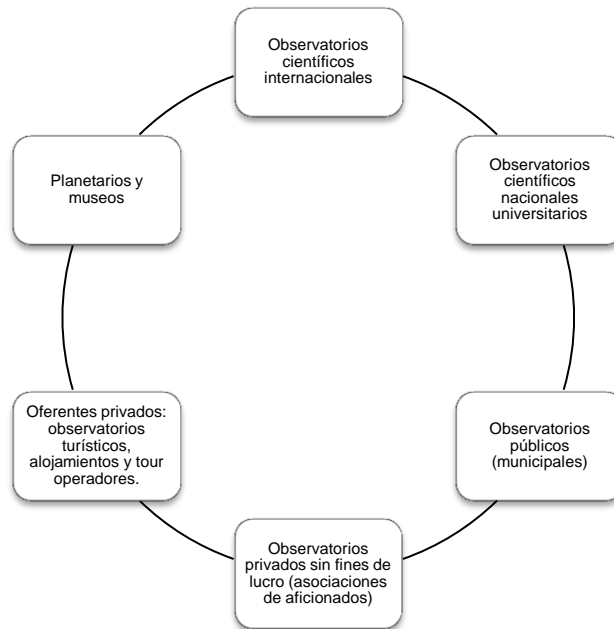 Observatorios
científicos
internacionales
Observatorios
científicos
nacionales
universitarios
Observatorios
públicos
(municipales)
Observatorios
privados sin fines de
lucro (asociaciones
de aficionados)
Oferentes privados:
observatorios
turísticos,
alojamientos y tour
operadores.
Planetarios y
museos